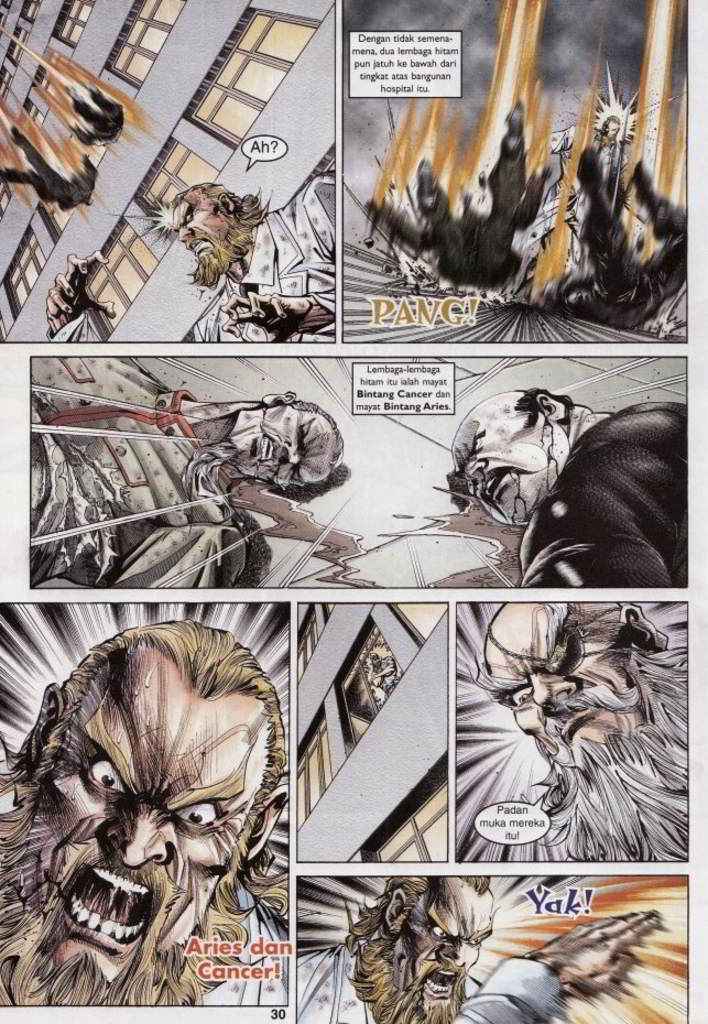 Ah?
Dengan tidak semena-
mena, dua lembaga hitam
pun jatuh ke bawah dari
tingkat atas bangunan
hospital itu.
PANG!
Lembaga-lembaga
hitam itu ialah mayat
Bintang Cancer dan
mayat Bintang Aries.
Aries dan
Cancer!
Padan
muka mereka
itu!
Yak!
30